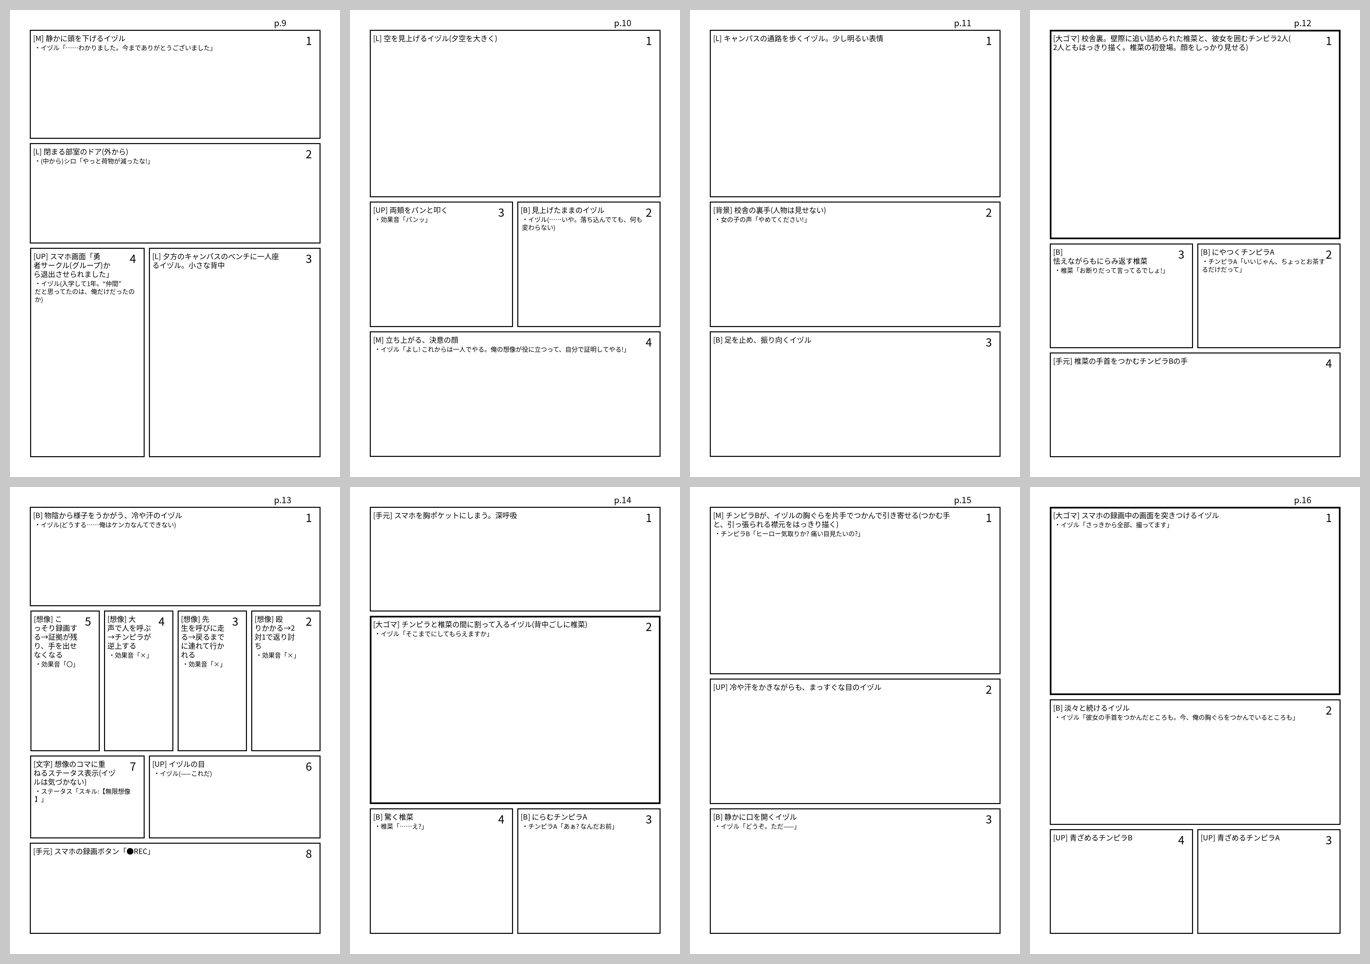 p.9
[M] 静かに頭を下げるイヅル
1
・イヅル「……わかりました。今までありがとうございました」
[L] 閉まる部室のドア(外から)
2
・(中から)シロ「やっと荷物が減ったな!」
[L] 夕方のキャンパスのベンチに一人座
るイヅル。小さな背中
3
[UP] スマホ画面「勇
者サークル(グループ)か
ら退出させられました」
4
・イヅル(入学して1年。“仲間”
だと思ってたのは、俺だけだったの
か)
p.10
[L] 空を見上げるイヅル(夕空を大きく)
1
[B] 見上げたままのイヅル
2
・イヅル(……いや。落ち込んでても、何も
変わらない)
[UP] 両頬をパンと叩く
3
・効果音「パンッ」
[M] 立ち上がる、決意の顔
4
・イヅル「よし! これからは一人でやる。俺の想像が役に立つって、自分で証明してやる!」
p.11
[L] キャンパスの通路を歩くイヅル。少し明るい表情
1
[背景] 校舎の裏手(人物は見せない)
2
・女の子の声「やめてください!」
[B] 足を止め、振り向くイヅル
3
p.12
[大ゴマ] 校舎裏。壁際に追い詰められた椎菜と、彼女を囲むチンピラ2人(
2人ともはっきり描く。椎菜の初登場。顔をしっかり見せる)
1
[B] にやつくチンピラA
2
・チンピラA「いいじゃん、ちょっとお茶す
るだけだって」
[B]
怯えながらもにらみ返す椎菜
3
・椎菜「お断りだって言ってるでしょ!」
[手元] 椎菜の手首をつかむチンピラBの手
4
p.13
[B] 物陰から様子をうかがう、冷や汗のイヅル
1
・イヅル(どうする……俺はケンカなんてできない)
[想像] 殴
りかかる→2
対1で返り討
ち
2
・効果音「×」
[想像] 先
生を呼びに走
る→戻るまで
に連れて行か
れる
3
・効果音「×」
[想像] 大
声で人を呼ぶ
→チンピラが
逆上する
4
・効果音「×」
[想像] こ
っそり録画す
る→証拠が残
り、手を出せ
なくなる
5
・効果音「〇」
[UP] イヅルの目
6
・イヅル(——これだ)
[文字] 想像のコマに重
ねるステータス表示(イヅ
ルは気づかない)
7
・ステータス「スキル:【無限想像
】」
[手元] スマホの録画ボタン「●REC」
8
p.14
[手元] スマホを胸ポケットにしまう。深呼吸
1
[大ゴマ] チンピラと椎菜の間に割って入るイヅル(背中ごしに椎菜)
2
・イヅル「そこまでにしてもらえますか」
[B] にらむチンピラA
3
・チンピラA「あぁ? なんだお前」
[B] 驚く椎菜
4
・椎菜「……え?」
p.15
[M] チンピラBが、イヅルの胸ぐらを片手でつかんで引き寄せる(つかむ手
と、引っ張られる襟元をはっきり描く)
1
・チンピラB「ヒーロー気取りか? 痛い目見たいの?」
[UP] 冷や汗をかきながらも、まっすぐな目のイヅル
2
[B] 静かに口を開くイヅル
3
・イヅル「どうぞ。ただ——」
p.16
[大ゴマ] スマホの録画中の画面を突きつけるイヅル
1
・イヅル「さっきから全部、撮ってます」
[B] 淡々と続けるイヅル
2
・イヅル「彼女の手首をつかんだところも。今、俺の胸ぐらをつかんでいるところも」
[UP] 青ざめるチンピラA
3
[UP] 青ざめるチンピラB
4